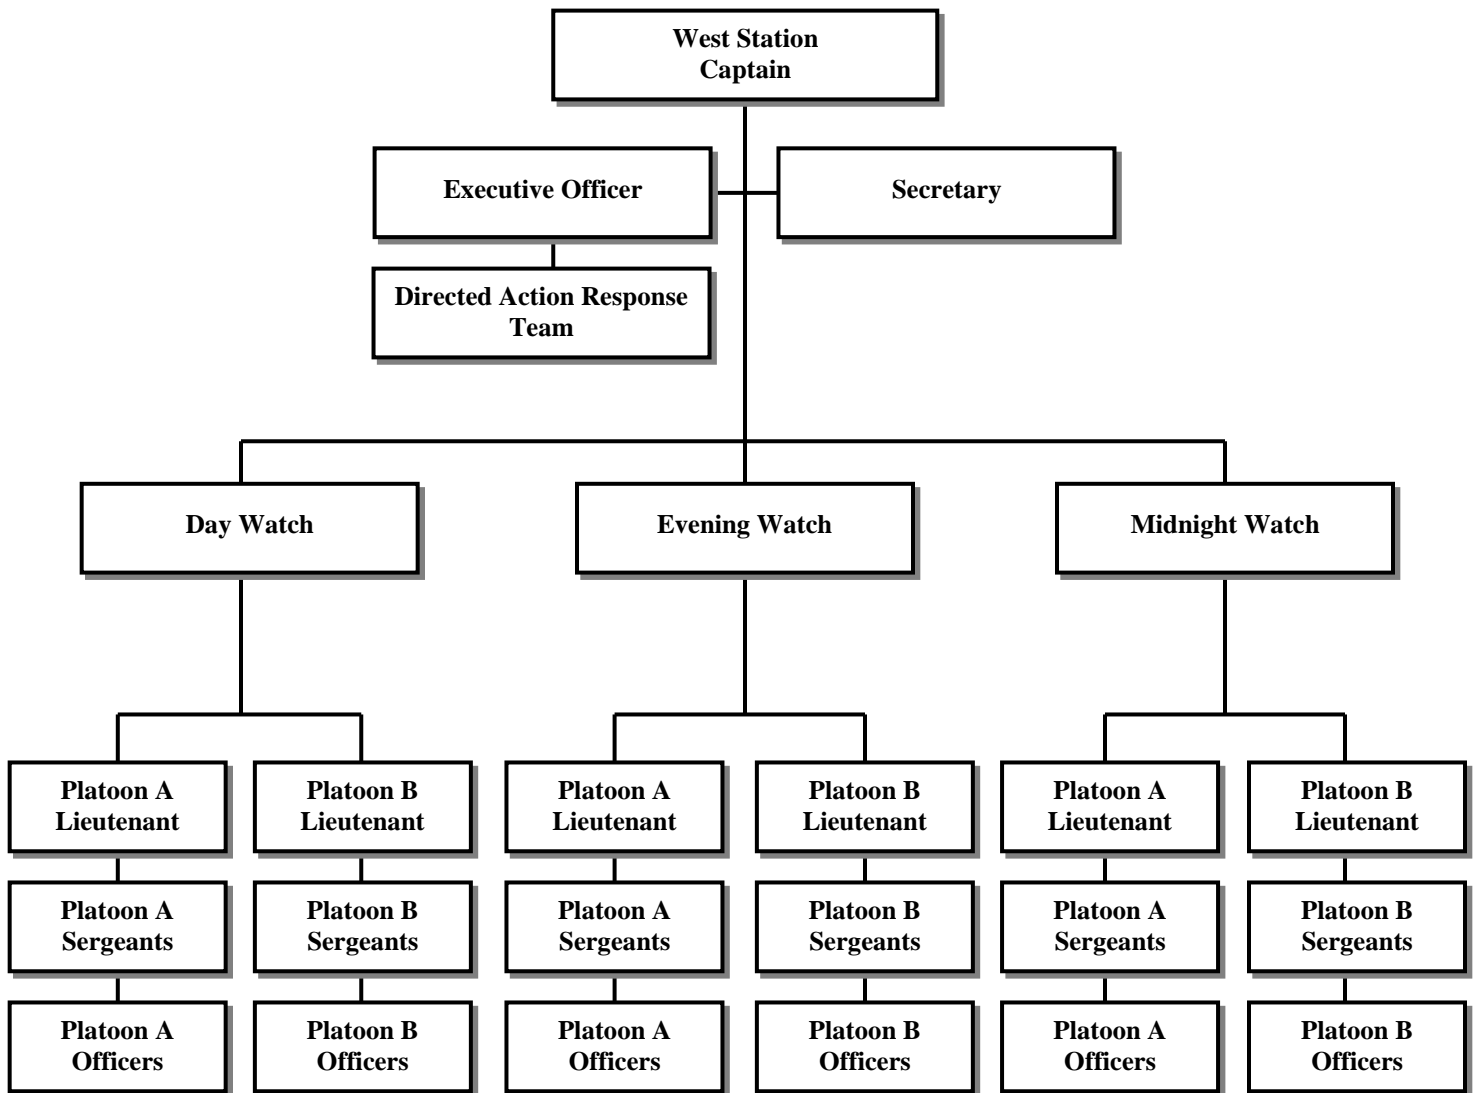 West Station
Captain
Executive Officer
Secretary
Directed Action Response
Team
Day Watch
Evening Watch
Midnight Watch
Platoon A
Lieutenant
Platoon B
Lieutenant
Platoon A
Lieutenant
Platoon B
Lieutenant
Platoon A
Lieutenant
Platoon B
Lieutenant
Platoon A
Sergeants
Platoon B
Sergeants
Platoon A
Sergeants
Platoon B
Sergeants
Platoon A
Sergeants
Platoon B
Sergeants
Platoon A
Officers
Platoon B
Officers
Platoon A
Officers
Platoon B
Officers
Platoon A
Officers
Platoon B
Officers